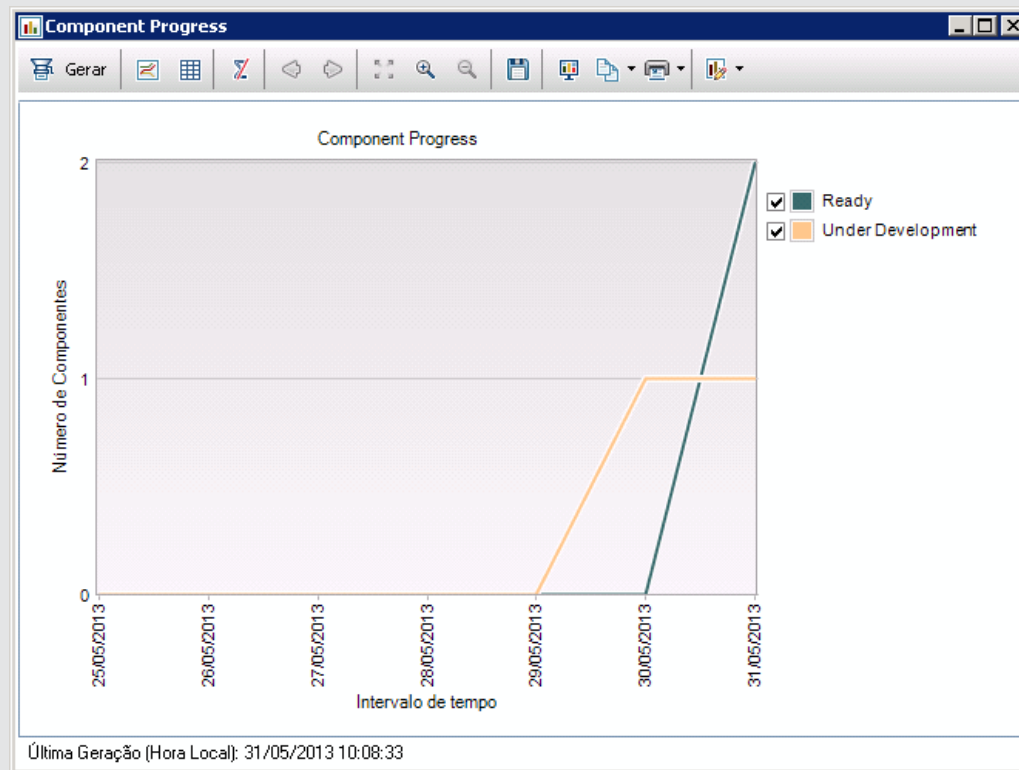 Component Progress
Gerar
Component Progress
2
1
0
Número de Componentes
Ready
Under Development
25/05/2013
26/05/2013
27/05/2013
28/05/2013
29/05/2013
30/05/2013
31/05/2013
Intervalo de tempo
Última Geração (Hora Local): 31/05/2013 10:08:33